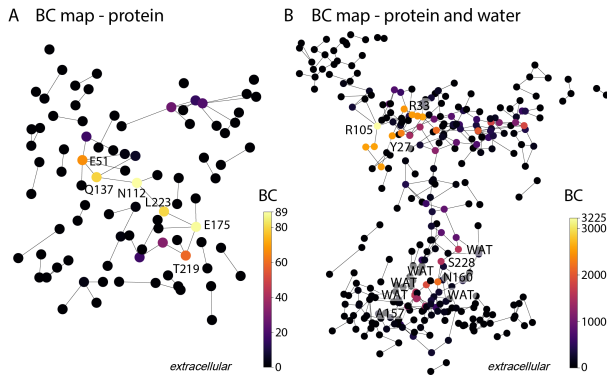 A BC map - protein
E51
Q137
N112
L223
E175
T219
BC
89
80
60
40
20
0
extracellular
B BC map - protein and water
R33
R105
Y27
WAT
S228
WAT
N160
WAT
WAT
WAT
A157
BC
3225
3000
2000
1000
0
extracellular